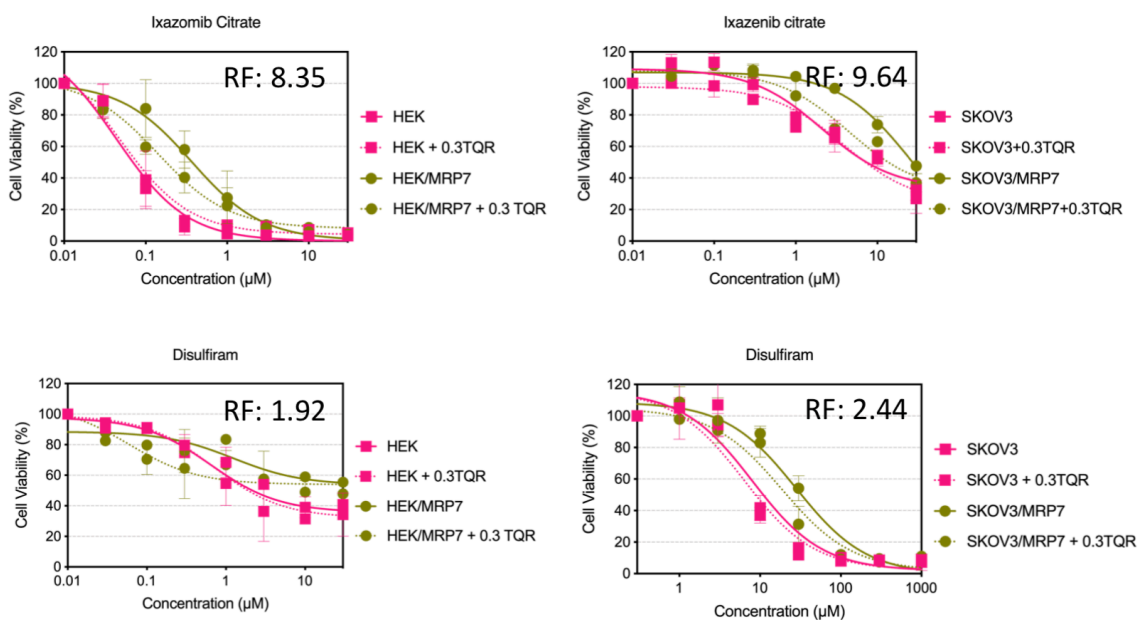 Ixazomib Citrate
RF: 8.35
Cell Viability (%)
120
100
80
60
40
20
0
0.01
0.1
1
10
Concentration (µM)
HEK
HEK + 0.3TQR
HEK/MRP7
HEK/MRP7 + 0.3 TQR
Ixazenib citrate
RF: 9.64
Cell Viability (%)
120
100
80
60
40
20
0
0.01
0.1
1
10
Concentration (µM)
SKOV3
SKOV3+0.3TQR
SKOV3/MRP7
SKOV3/MRP7+0.3TQR
Disulfiram
RF: 1.92
Cell Viability (%)
120
100
80
60
40
20
0
0.01
0.1
1
10
Concentration (µM)
HEK
HEK + 0.3TQR
HEK/MRP7
HEK/MRP7 + 0.3 TQR
Disulfiram
RF: 2.44
Cell Viability (%)
120
100
80
60
40
20
0
1
10
100
1000
Concentration (µM)
SKOV3
SKOV3 + 0.3TQR
SKOV3/MRP7
SKOV3/MRP7 + 0.3TQR